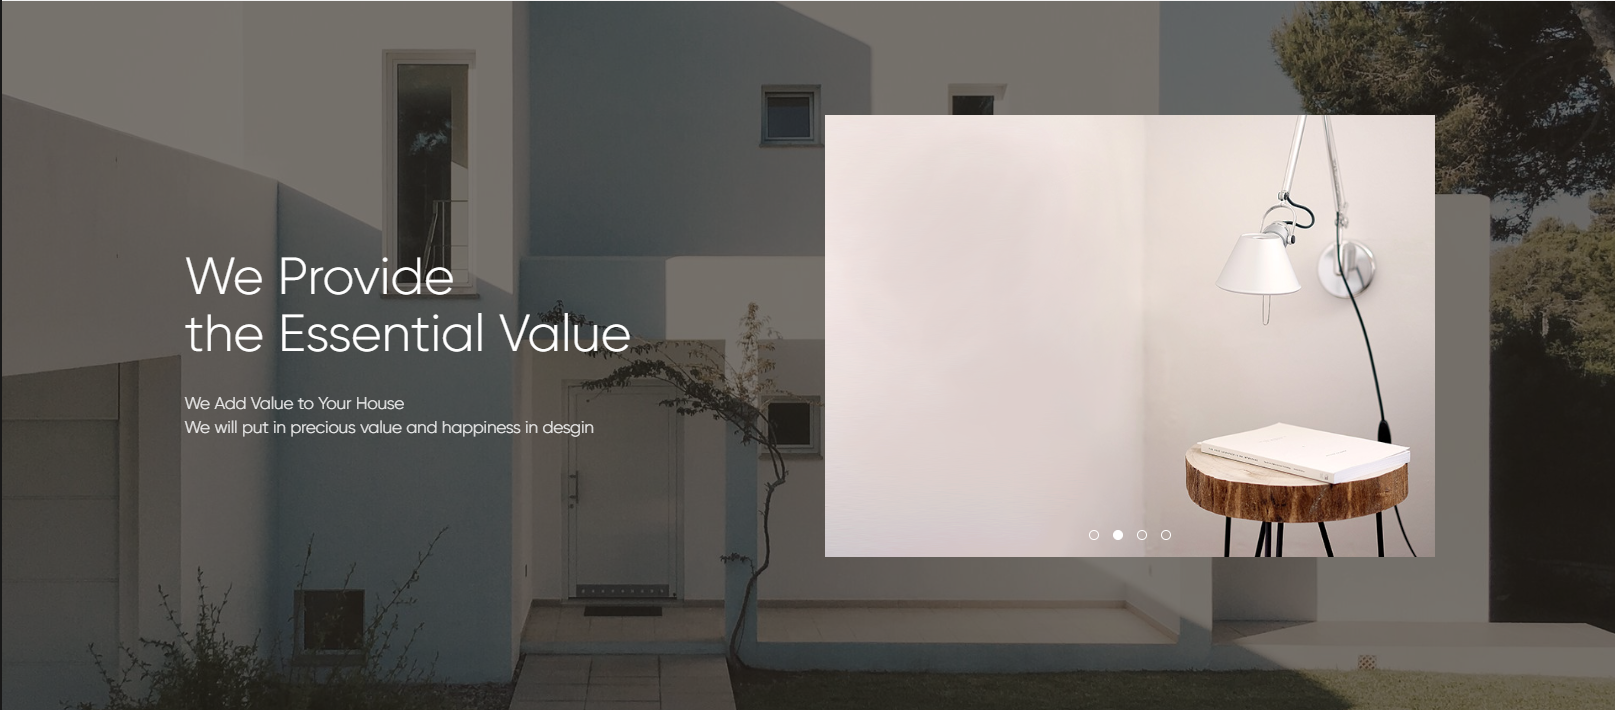 We Provide
the Essential Value
We Add Value to Your House
We will put in precious value and happiness in desgin